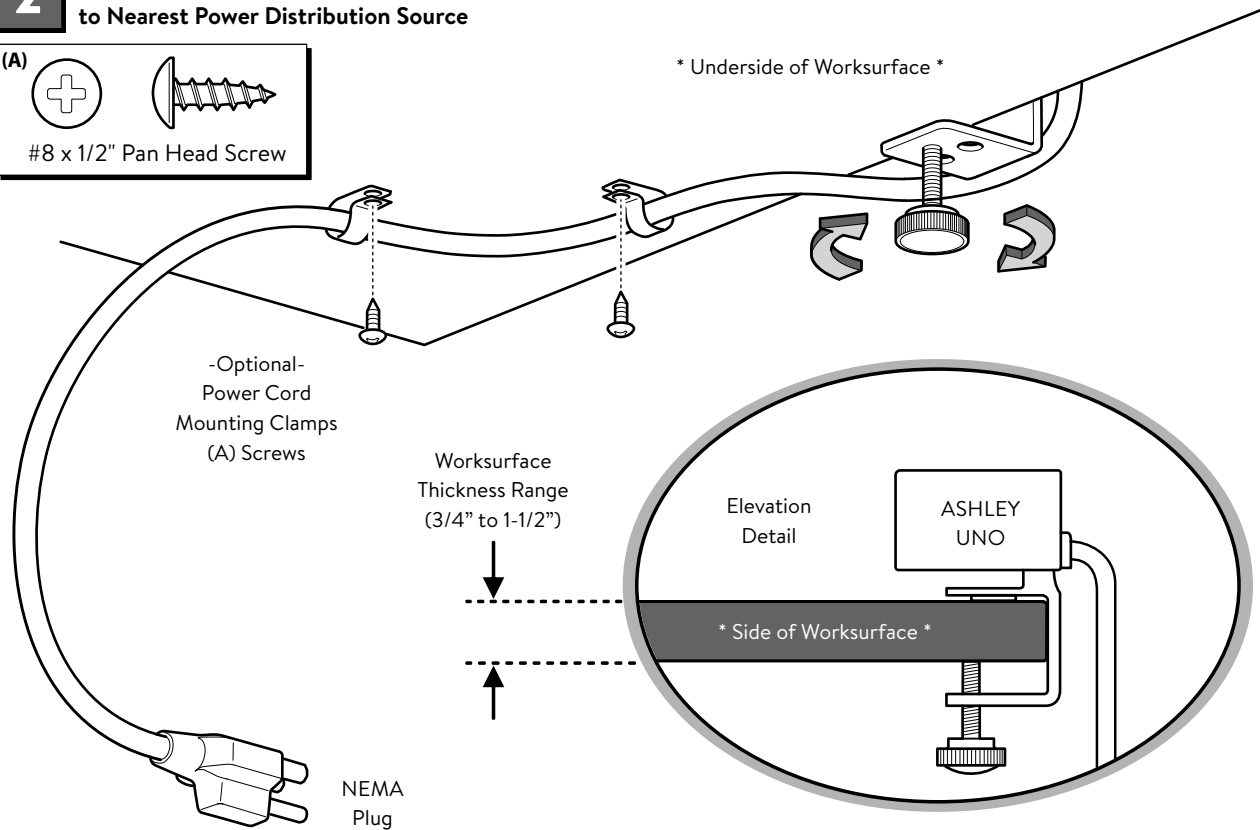 2
to Nearest Power Distribution Source
(A)
#8 x 1/2" Pan Head Screw
* Underside of Worksurface *
-Optional-
Power Cord
Mounting Clamps
(A) Screws
Worksurface
Thickness Range
(3/4” to 1-1/2”)
Elevation
Detail
ASHLEY
UNO
* Side of Worksurface *
NEMA
Plug